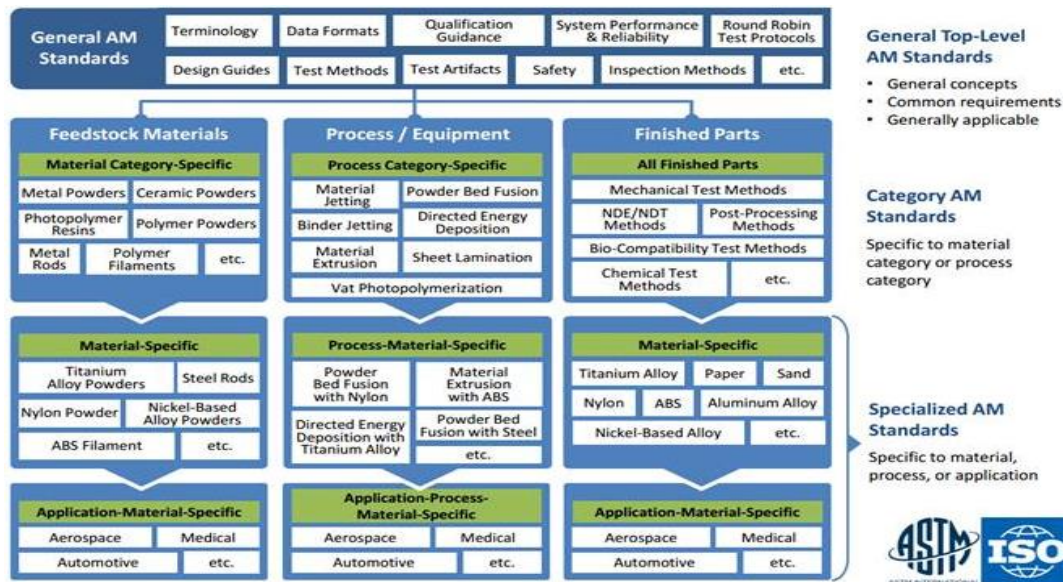 General AM
Standards
Terminology
Data Formats
Qualification
Guidance
System Performance
& Reliability
Round Robin
Test Protocols
Design Guides
Test Methods
Test Artifacts
Safety
Inspection Methods
etc.
General Top-Level
AM Standards
• General concepts
• Common requirements
• Generally applicable
Feedstock Materials
Material Category-Specific
Metal Powders
Ceramic Powders
Photopolymer
Resins
Polymer Powders
Metal
Rods
Polymer
Filaments
etc.
Process / Equipment
Process Category-Specific
Material
Jetting
Powder Bed Fusion
Binder Jetting
Directed Energy
Deposition
Material
Extrusion
Sheet Lamination
Vat Photopolymerization
Finished Parts
All Finished Parts
Mechanical Test Methods
NDE/NDT
Methods
Post-Processing
Methods
Bio-Compatibility Test Methods
Chemical Test
Methods
etc.
Category AM
Standards
Specific to material
category or process
category
Material-Specific
Titanium
Alloy Powders
Steel Rods
Nylon Powder
Nickel-Based
Alloy Powders
ABS Filament
etc.
Process-Material-Specific
Powder
Bed Fusion
with Nylon
Material
Extrusion
with ABS
Directed Energy
Deposition with
Titanium Alloy
Powder Bed
Fusion with Steel
etc.
Material-Specific
Titanium Alloy
Paper
Sand
Nylon
ABS
Aluminum Alloy
Nickel-Based Alloy
etc.
Specialized AM
Standards
Specific to material,
process, or application
Application-Material-Specific
Aerospace
Medical
Automotive
etc.
Application-Process-
Material-Specific
Aerospace
Medical
Automotive
etc.
Application-Material-Specific
Aerospace
Medical
Automotive
etc.
ASTM
ISO